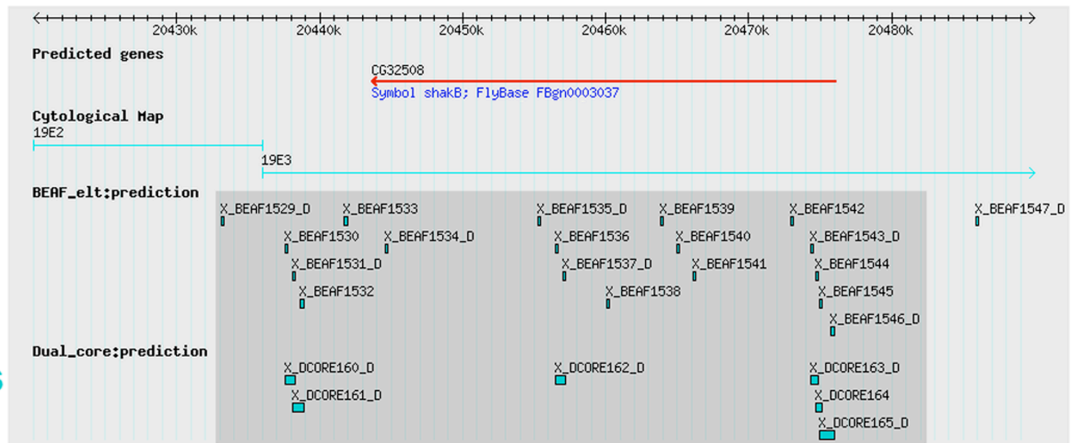 20430k 20440k 20450k 20460k 20470k 20480k
Predicted genes
CG32508
Symbol shakB; FlyBase FBgn0003037
Cytological Map
19E2
19E3
BEAF_elt:prediction
X_BEAF1529_D X_BEAF1533 X_BEAF1535_D X_BEAF1539 X_BEAF1542 X_BEAF1547_D
X_BEAF1530 X_BEAF1534_D X_BEAF1536 X_BEAF1540 X_BEAF1543_D
X_BEAF1531_D X_BEAF1537_D X_BEAF1541 X_BEAF1544
X_BEAF1532 X_BEAF1538 X_BEAF1545
X_BEAF1546_D
Dual_core:prediction
X_DCORE160_D X_DCORE162_D X_DCORE163_D
X_DCORE161_D X_DCORE164
X_DCORE165_D